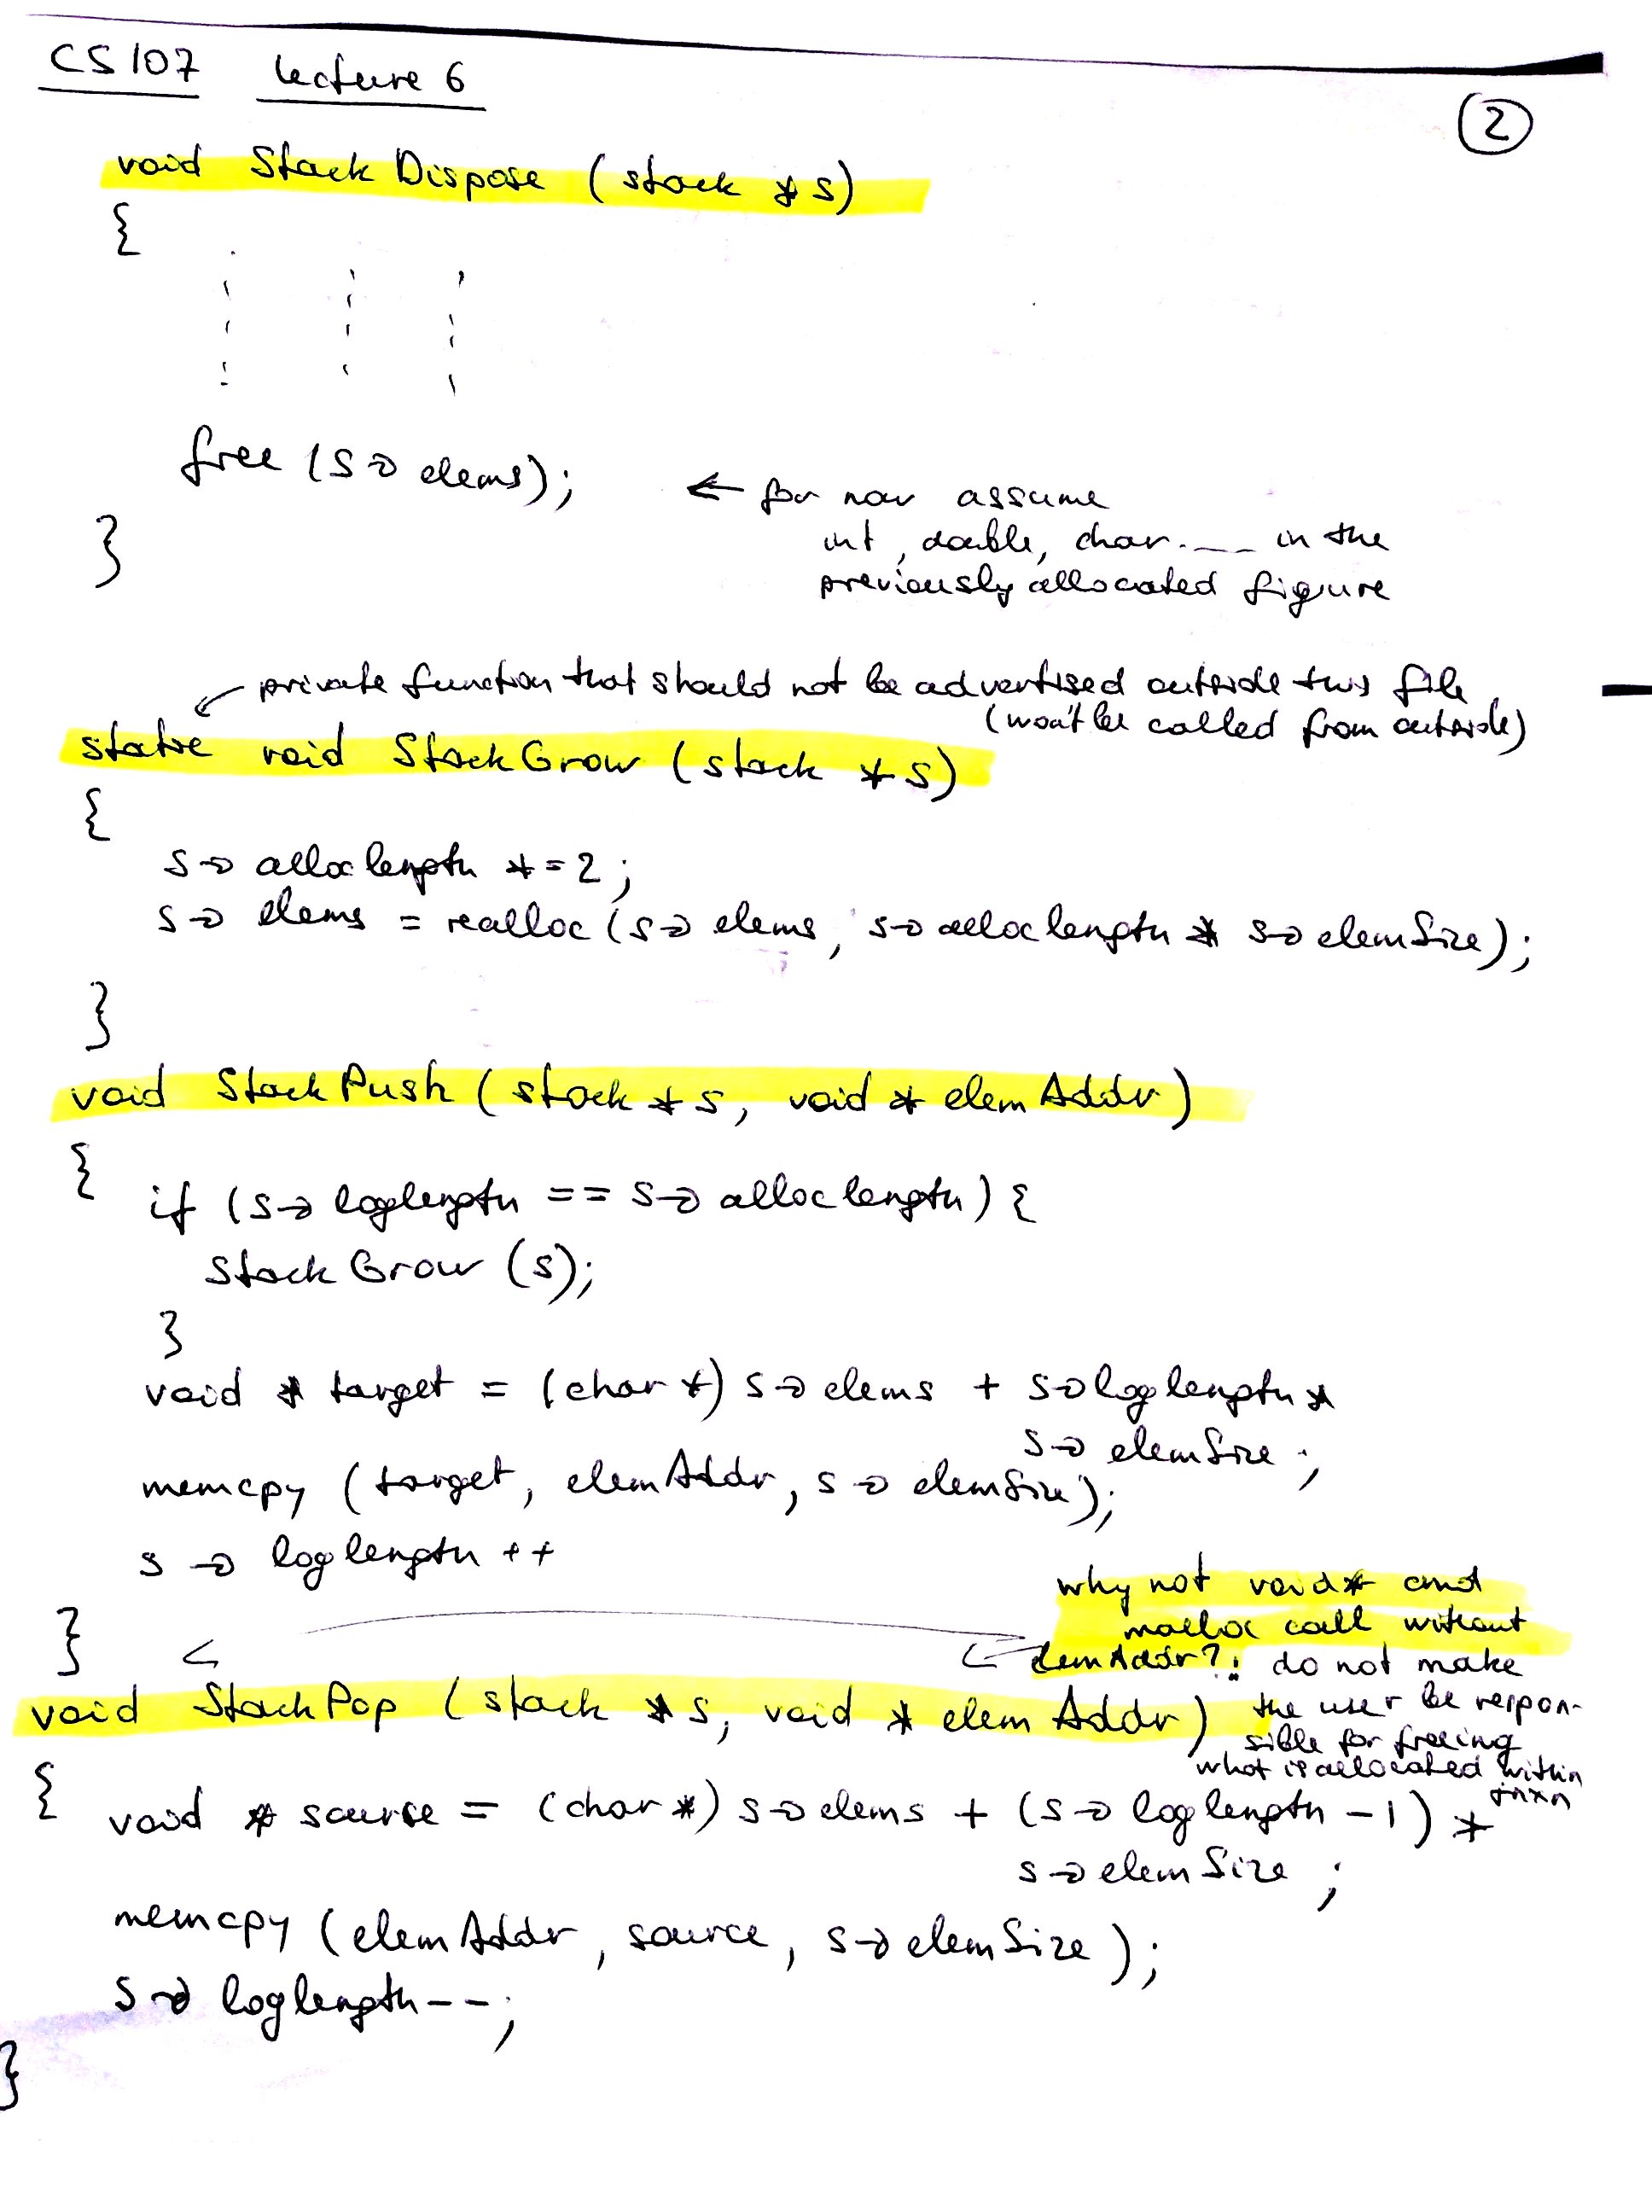 CS107 Lecture 6
2
void StackDispose (stack *s)
{
free (s→elems);
← for now assume
int, double, char.___ in the
previously allocated figure
}
↙ private function that should not be advertised outside this file
(won't be called from outside)
static void StackGrow (stack *s)
{
s→alloclength *=2;
s→elems = realloc (s→elems, s→alloclength * s→elemSize);
}
void StackPush (stack *s, void * elemAddr)
{
if (s→loglength == s→alloclength) {
StackGrow (s);
}
void * target = (char *) s→elems + s→loglength *
s→elemSize;
memcpy (target, elemAddr, s→elemSize);
s→loglength ++
}
why not void* and
malloc call without
elemAddr?: do not make
the user be respon-
sible for freeing
what is allocated within
void StackPop (stack *s, void * elemAddr)
{
void * source = (char *) s→elems + (s→loglength -1) *
s→elemSize;
memcpy (elemAddr, source, s→elemSize);
s→loglength--;
}